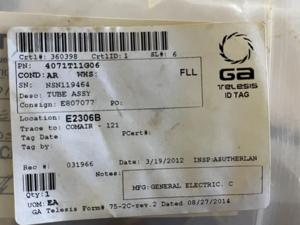 Crtl#: 360398 CrtlID: 1 SL#: 6
PN: 4071T11G06
COND: AR WHS: FLL
SN: NSN119464
Desc: TUBE ASSY
Consign: E807077 PO:
GA
TELESIS
ID TAG
Location: E2306B
Trace to: COMAIR - 121
Tag by: PCert#:
Tag#:
Rec #: 031966 Date: 3/19/2012 INSP: ASUTHERLAN
Notes:
Qty: 1
MFG: GENERAL ELECTRIC. C
UOM: EA
GA Telesis Form# 75-2C-rev.2 Dated 08/27/2014